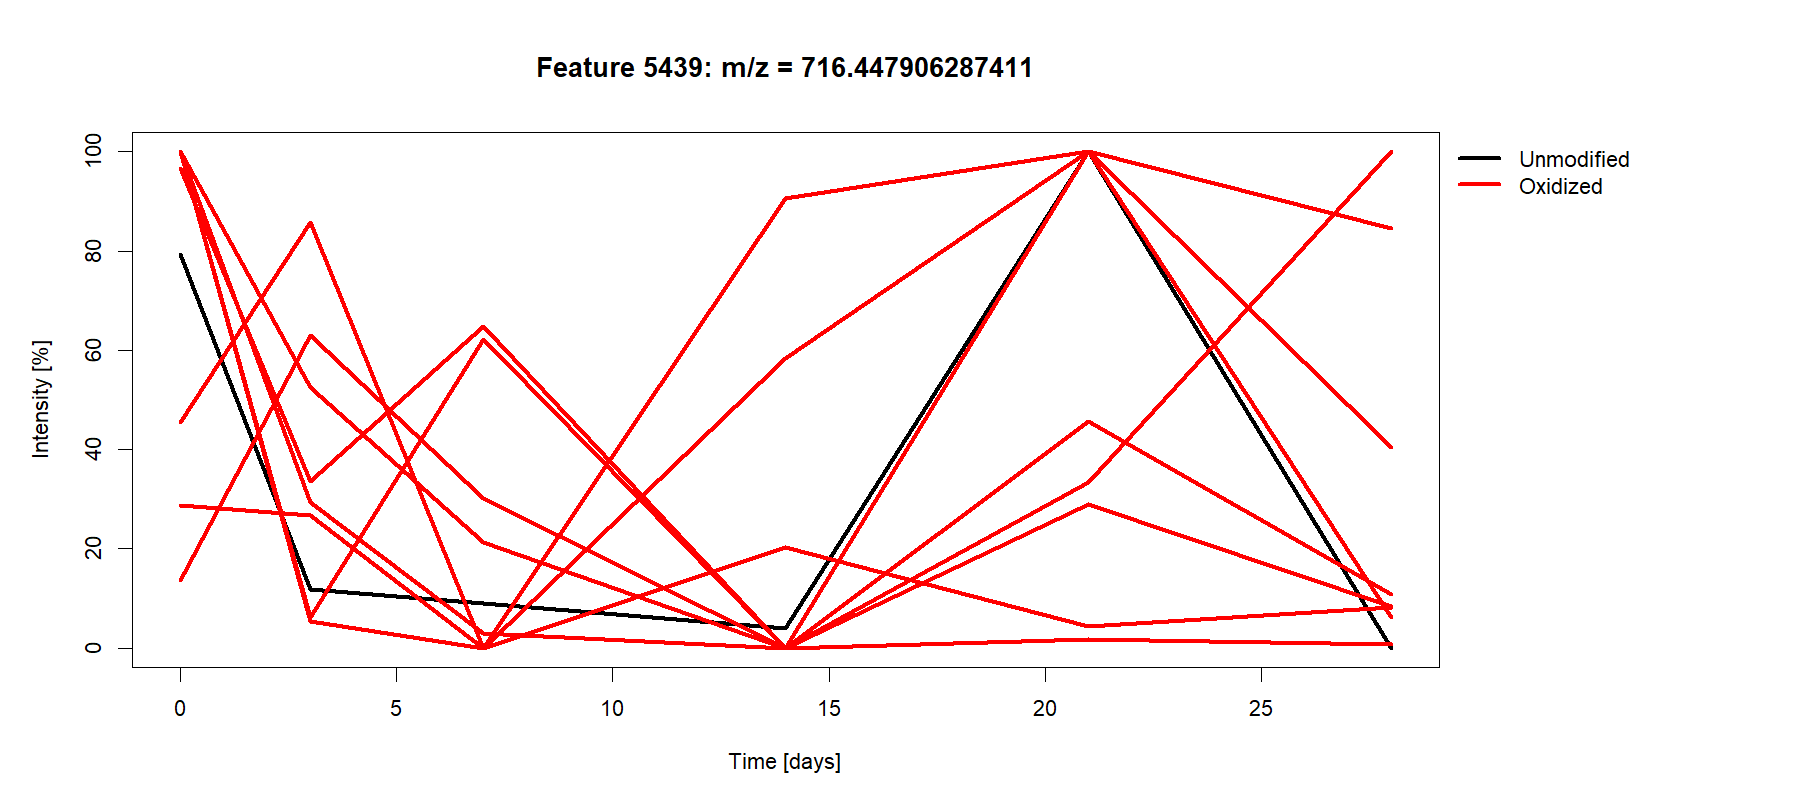 Feature 5439: m/z = 716.447906287411
Unmodified
Oxidized
Intensity [%]
100
80
60
40
20
0
0 5 10 15 20 25
Time [days]